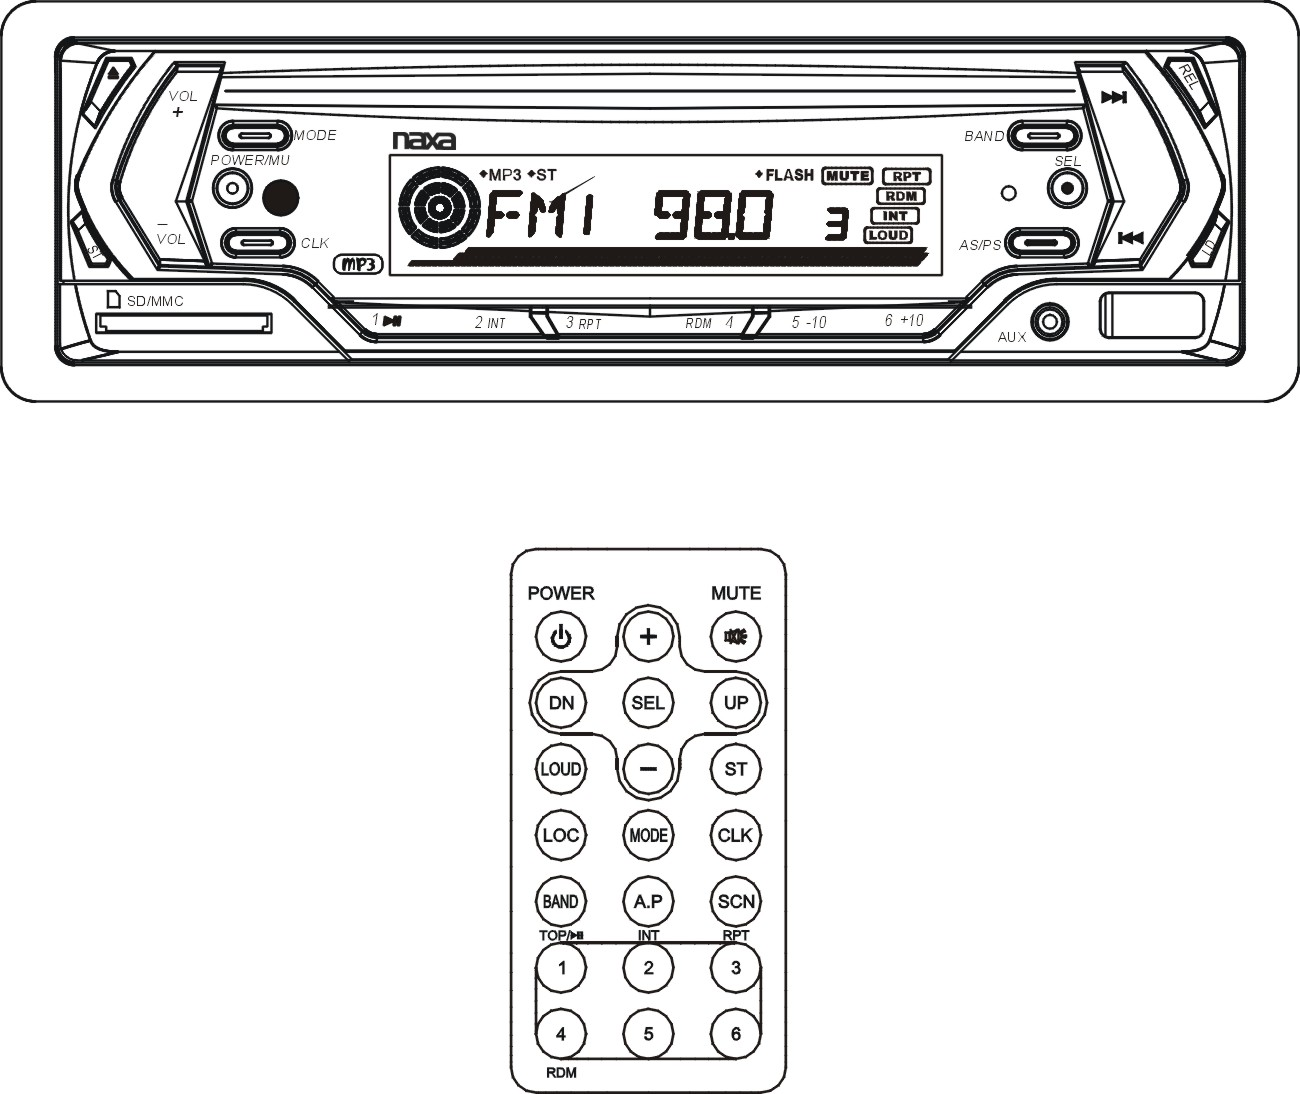 VOL
+
REL
MODE
naxa
BAND
POWER/MU
SEL
MP3 ST
FLASH MUTE RPT
RDM
FM1 98.0 3
INT
LOUD
–
VOL
ST
CLK
MP3
AS/PS
LD
SD/MMC
1 2 INT 3 RPT RDM 4 5 -10 6 +10
AUX
POWER MUTE
+
DN SEL UP
LOUD – ST
LOC MODE CLK
BAND A.P SCN
TOP/ INT RPT
1 2 3
4 5 6
RDM